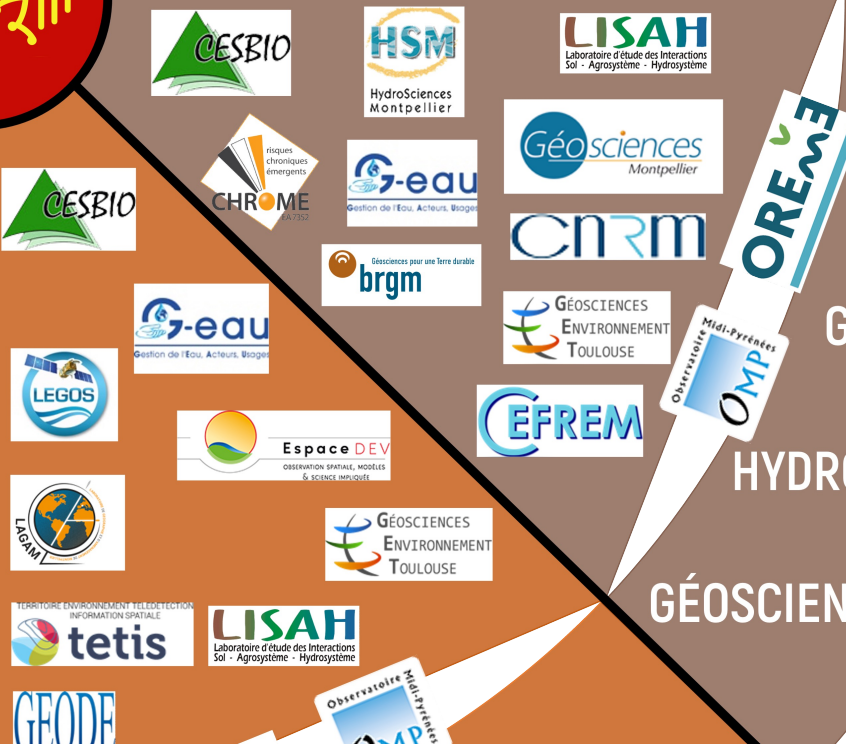 CESBIO
HSM
HydroSciences
Montpellier
LISAH
Laboratoire d'étude des Interactions
Sol - Agrosystème - Hydrosystème
risques
chroniques
émergents
CHROME
EA7352
G-eau
Gestion de l'Eau, Acteurs, Usages
Géosciences
Montpellier
OREME
CESBIO
cnrm
Géosciences pour une Terre durable
brgm
GÉOSCIENCES
ENVIRONNEMENT
TOULOUSE
Observatoire Midi-Pyrénées
OMP
G
G-eau
Gestion de l'Eau, Acteurs, Usages
LEGOS
CEFREM
Espace DEV
OBSERVATION SPATIALE, MODÈLES
& SCIENCE IMPLIQUÉE
HYDRO
LAGAM
GÉOSCIENCES
ENVIRONNEMENT
TOULOUSE
GÉOSCIEN
TERRITOIRE ENVIRONNEMENT TÉLÉDÉTECTION
INFORMATION SPATIALE
tetis
LISAH
Laboratoire d'étude des Interactions
Sol - Agrosystème - Hydrosystème
Observatoire Midi-Pyrénées
OMP
GEODE